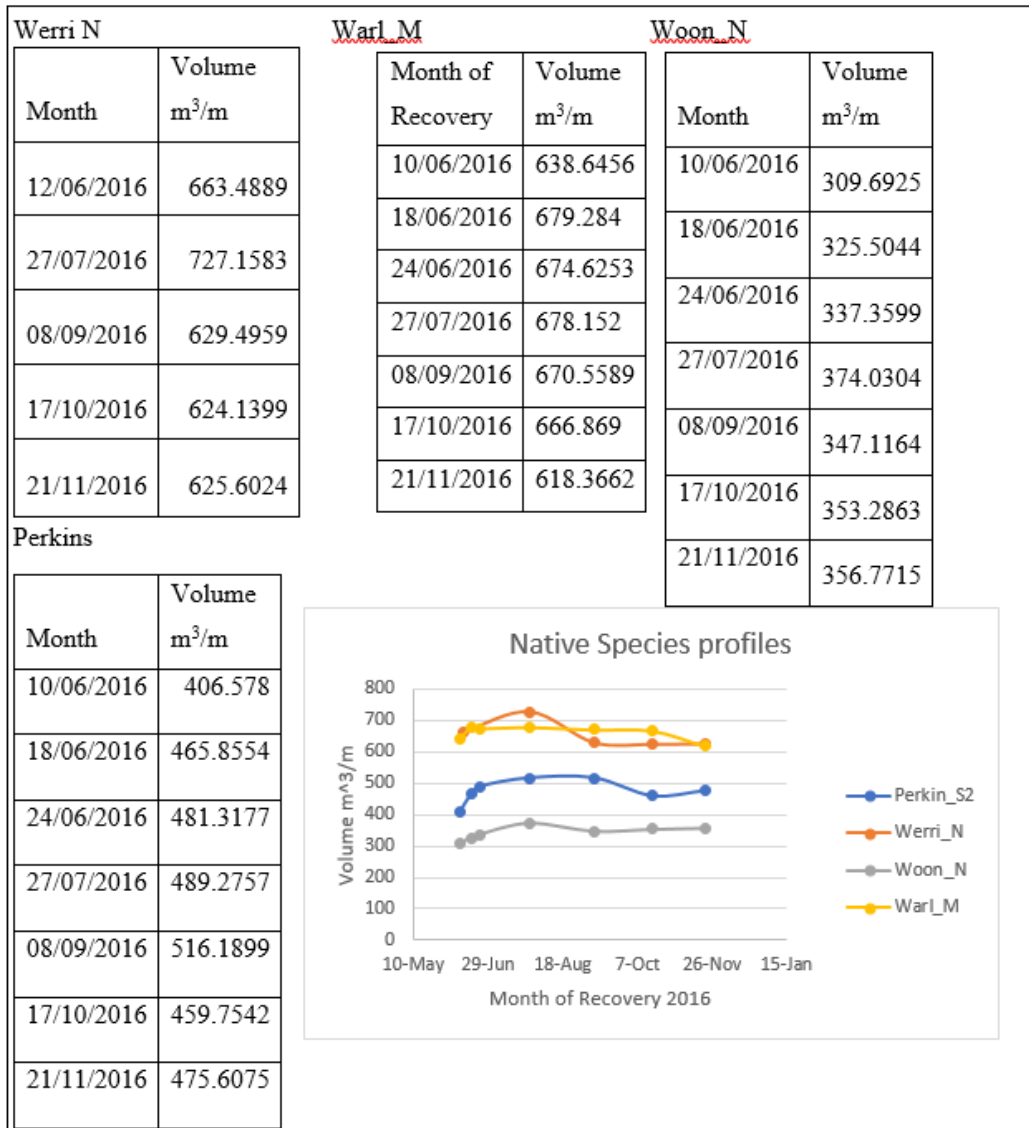 Werri N
Month Volume m³/m
12/06/2016 663.4889
27/07/2016 727.1583
08/09/2016 629.4959
17/10/2016 624.1399
21/11/2016 625.6024
Warl_M
Month of Recovery Volume m³/m
10/06/2016 638.6456
18/06/2016 679.284
24/06/2016 674.6253
27/07/2016 678.152
08/09/2016 670.5589
17/10/2016 666.869
21/11/2016 618.3662
Woon_N
Month Volume m³/m
10/06/2016 309.6925
18/06/2016 325.5044
24/06/2016 337.3599
27/07/2016 374.0304
08/09/2016 347.1164
17/10/2016 353.2863
21/11/2016 356.7715
Perkins
Month Volume m³/m
10/06/2016 406.578
18/06/2016 465.8554
24/06/2016 481.3177
27/07/2016 489.2757
08/09/2016 516.1899
17/10/2016 459.7542
21/11/2016 475.6075
Native Species profiles
Volume m^3/m
800
700
600
500
400
300
200
100
0
10-May 29-Jun 18-Aug 7-Oct 26-Nov 15-Jan
Month of Recovery 2016
Perkin_S2
Werri_N
Woon_N
Warl_M